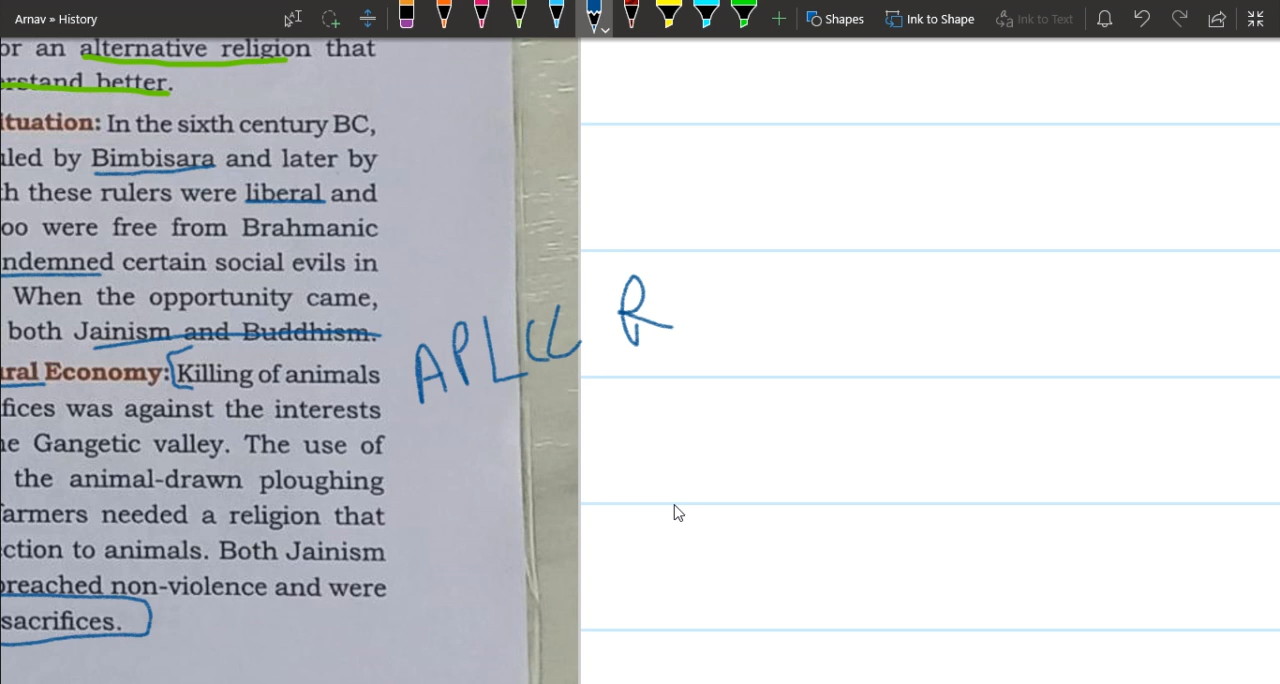 Arnav » History
Shapes
Ink to Shape
Ink to Text
or an alternative religion that
rstand better.
ituation: In the sixth century BC,
uled by Bimbisara and later by
h these rulers were liberal and
oo were free from Brahmanic
ndemned certain social evils in
When the opportunity came,
both Jainism and Buddhism.
ral Economy: Killing of animals
fices was against the interests
ne Gangetic valley. The use of
the animal-drawn ploughing
armers needed a religion that
ction to animals. Both Jainism
preached non-violence and were
sacrifices.
APLCL R